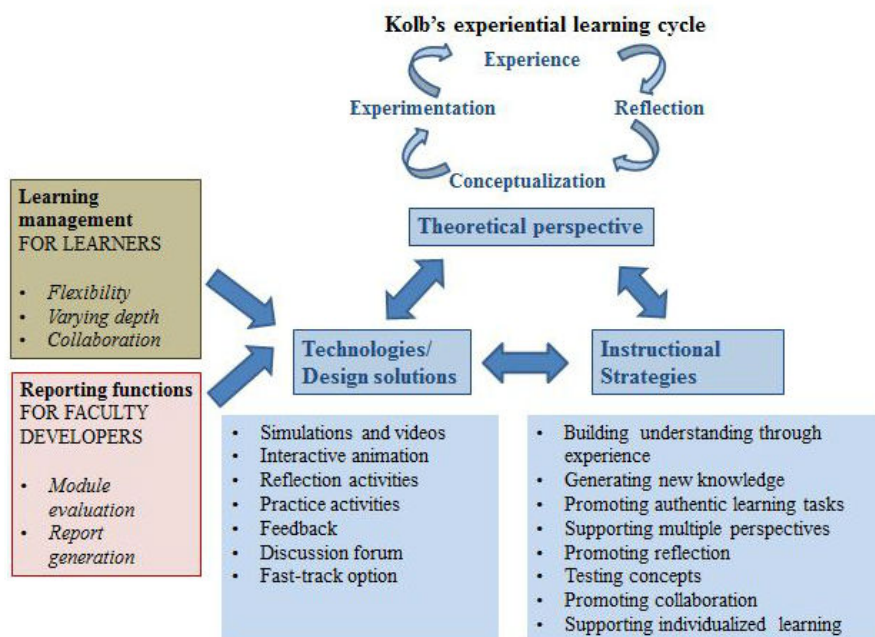 Kolb's experiential learning cycle
Experience
Experimentation
Reflection
Conceptualization
Theoretical perspective
Learning
management
FOR LEARNERS
• Flexibility
• Varying depth
• Collaboration
Reporting functions
FOR FACULTY
DEVELOPERS
• Module
evaluation
• Report
generation
Technologies/
Design solutions
• Simulations and videos
• Interactive animation
• Reflection activities
• Practice activities
• Feedback
• Discussion forum
• Fast-track option
Instructional
Strategies
• Building understanding through
experience
• Generating new knowledge
• Promoting authentic learning tasks
• Supporting multiple perspectives
• Promoting reflection
• Testing concepts
• Promoting collaboration
• Supporting individualized learning